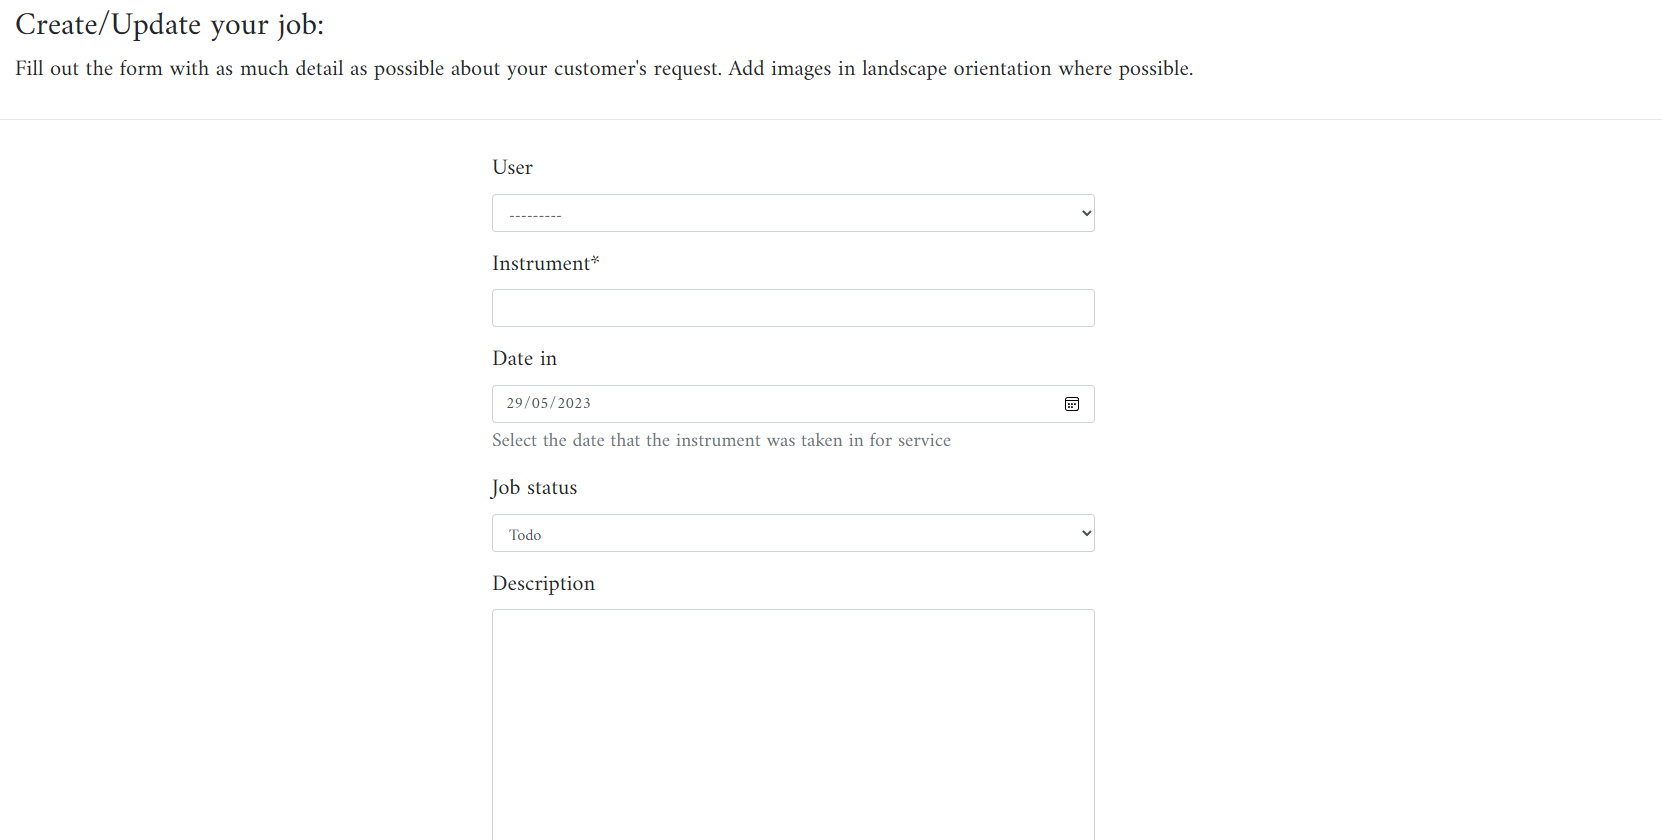 Create/Update your job:
Fill out the form with as much detail as possible about your customer's request. Add images in landscape orientation where possible.
User
---------
Instrument*
Date in
29/05/2023
Select the date that the instrument was taken in for service
Job status
Todo
Description